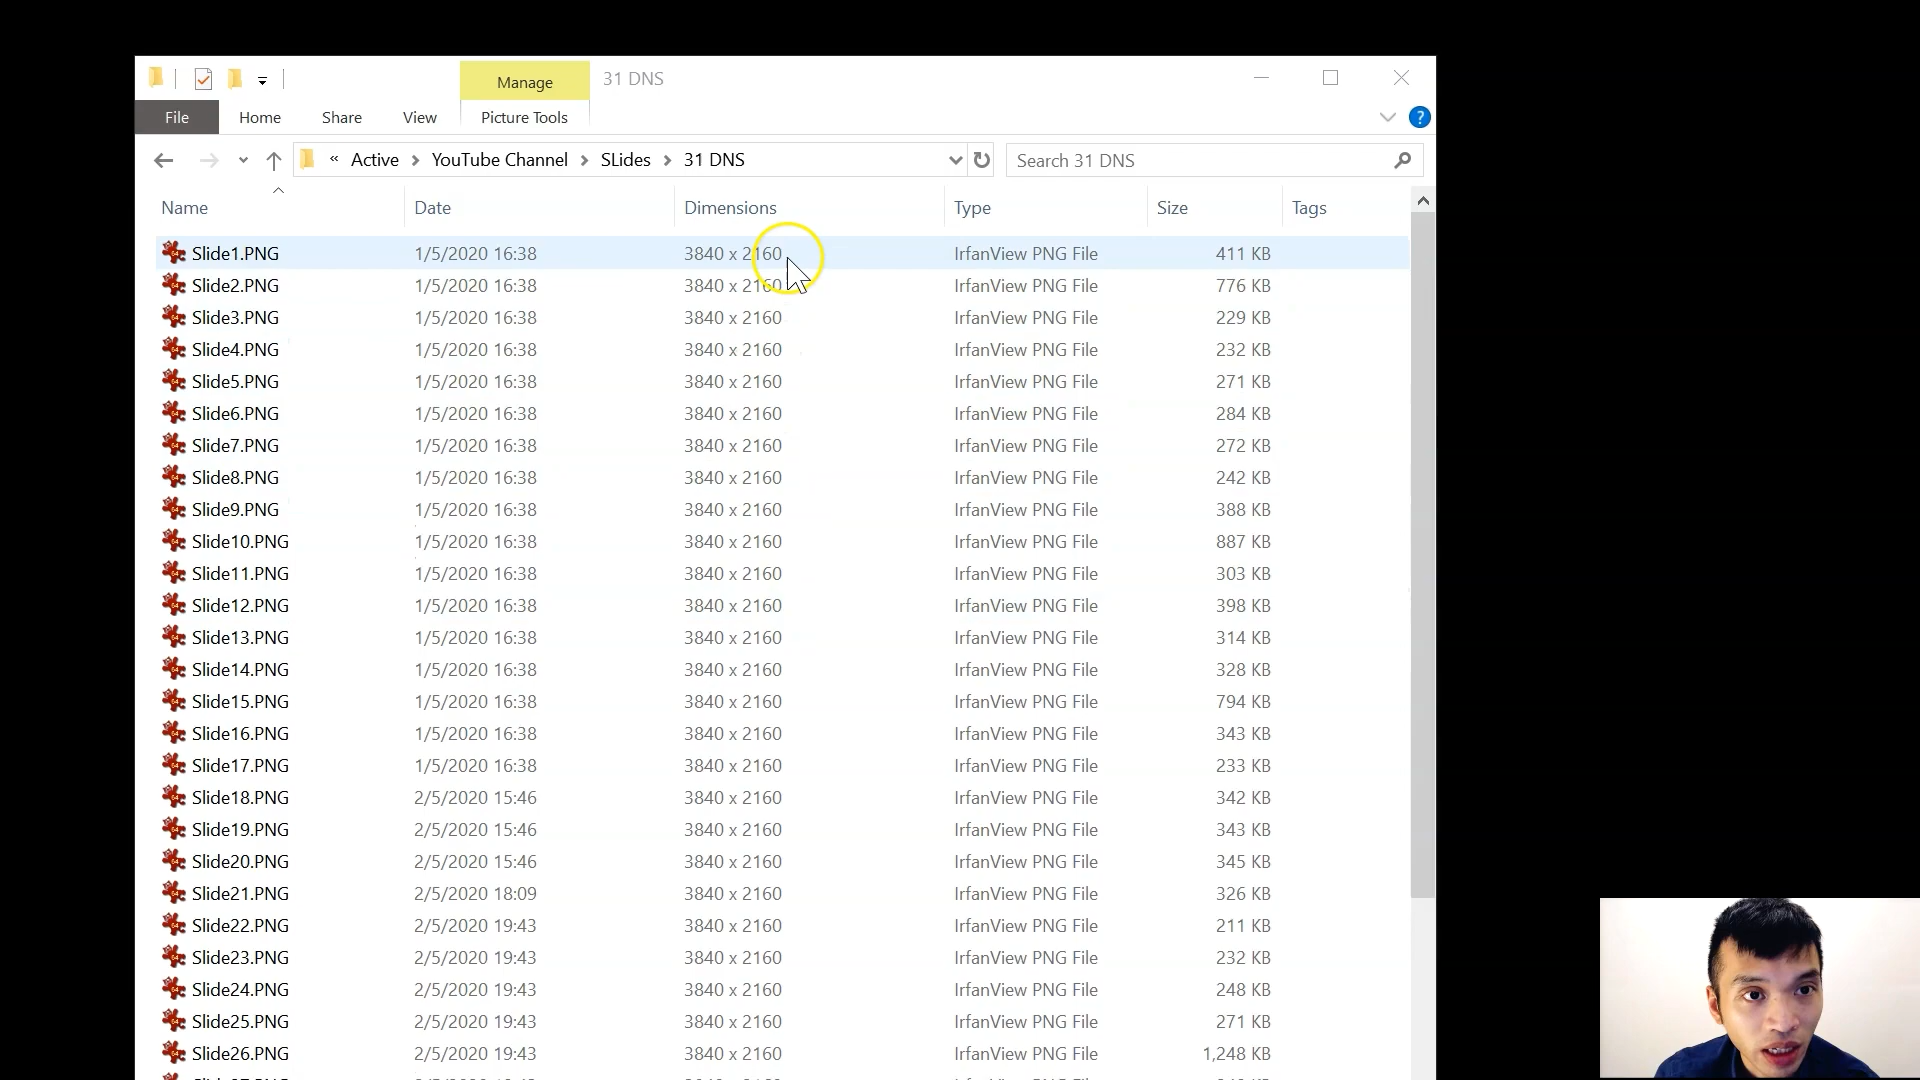 Manage 31 DNS
File Home Share View Picture Tools ?
« Active > YouTube Channel > SLides > 31 DNS Search 31 DNS
Name Date Dimensions Type Size Tags
Slide1.PNG 1/5/2020 16:38 3840 x 2160 IrfanView PNG File 411 KB
Slide2.PNG 1/5/2020 16:38 3840 x 2160 IrfanView PNG File 776 KB
Slide3.PNG 1/5/2020 16:38 3840 x 2160 IrfanView PNG File 229 KB
Slide4.PNG 1/5/2020 16:38 3840 x 2160 IrfanView PNG File 232 KB
Slide5.PNG 1/5/2020 16:38 3840 x 2160 IrfanView PNG File 271 KB
Slide6.PNG 1/5/2020 16:38 3840 x 2160 IrfanView PNG File 284 KB
Slide7.PNG 1/5/2020 16:38 3840 x 2160 IrfanView PNG File 272 KB
Slide8.PNG 1/5/2020 16:38 3840 x 2160 IrfanView PNG File 242 KB
Slide9.PNG 1/5/2020 16:38 3840 x 2160 IrfanView PNG File 388 KB
Slide10.PNG 1/5/2020 16:38 3840 x 2160 IrfanView PNG File 887 KB
Slide11.PNG 1/5/2020 16:38 3840 x 2160 IrfanView PNG File 303 KB
Slide12.PNG 1/5/2020 16:38 3840 x 2160 IrfanView PNG File 398 KB
Slide13.PNG 1/5/2020 16:38 3840 x 2160 IrfanView PNG File 314 KB
Slide14.PNG 1/5/2020 16:38 3840 x 2160 IrfanView PNG File 328 KB
Slide15.PNG 1/5/2020 16:38 3840 x 2160 IrfanView PNG File 794 KB
Slide16.PNG 1/5/2020 16:38 3840 x 2160 IrfanView PNG File 343 KB
Slide17.PNG 1/5/2020 16:38 3840 x 2160 IrfanView PNG File 233 KB
Slide18.PNG 2/5/2020 15:46 3840 x 2160 IrfanView PNG File 342 KB
Slide19.PNG 2/5/2020 15:46 3840 x 2160 IrfanView PNG File 343 KB
Slide20.PNG 2/5/2020 15:46 3840 x 2160 IrfanView PNG File 345 KB
Slide21.PNG 2/5/2020 18:09 3840 x 2160 IrfanView PNG File 326 KB
Slide22.PNG 2/5/2020 19:43 3840 x 2160 IrfanView PNG File 211 KB
Slide23.PNG 2/5/2020 19:43 3840 x 2160 IrfanView PNG File 232 KB
Slide24.PNG 2/5/2020 19:43 3840 x 2160 IrfanView PNG File 248 KB
Slide25.PNG 2/5/2020 19:43 3840 x 2160 IrfanView PNG File 271 KB
Slide26.PNG 2/5/2020 19:43 3840 x 2160 IrfanView PNG File 1,248 KB